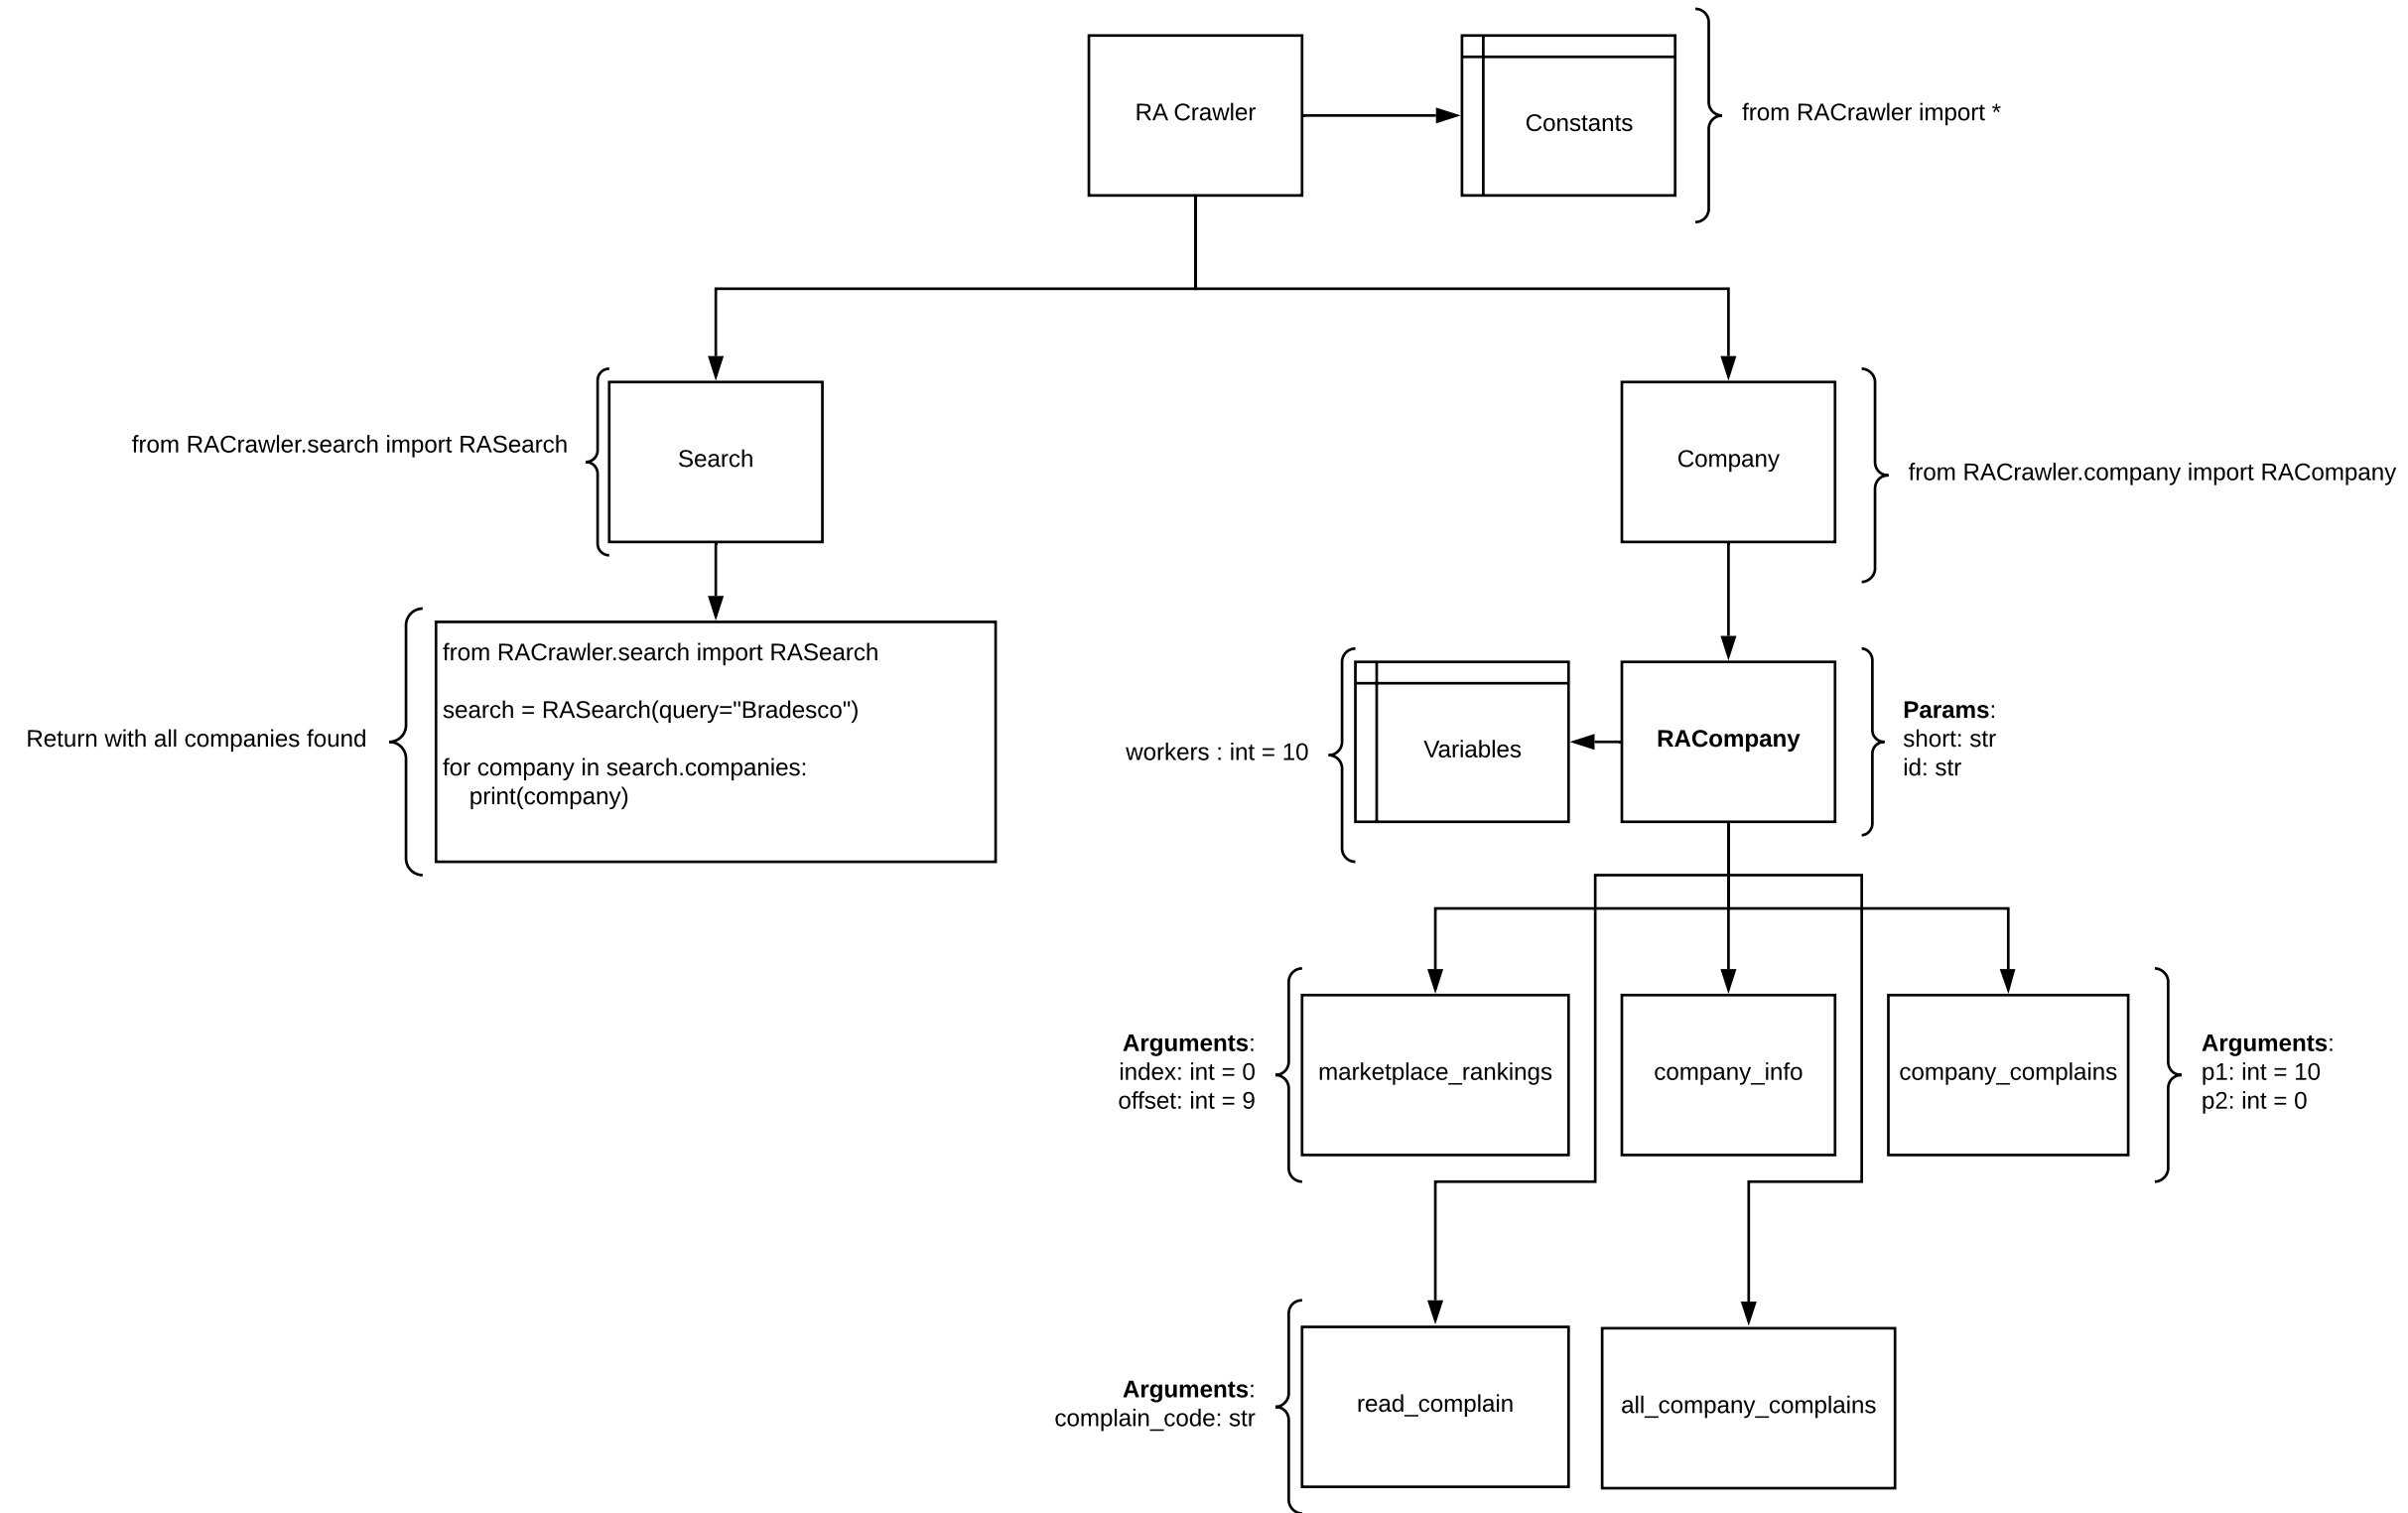 RA Crawler
Constants
from RACrawler import *
from RACrawler.search import RASearch
Search
Company
from RACrawler.company import RACompany
Return with all companies found
from RACrawler.search import RASearch
search = RASearch(query="Bradesco")
for company in search.companies:
    print(company)
workers : int = 10
Variables
RACompany
Params:
short: str
id: str
Arguments:
index: int = 0
offset: int = 9
marketplace_rankings
company_info
company_complains
Arguments:
p1: int = 10
p2: int = 0
Arguments:
complain_code: str
read_complain
all_company_complains